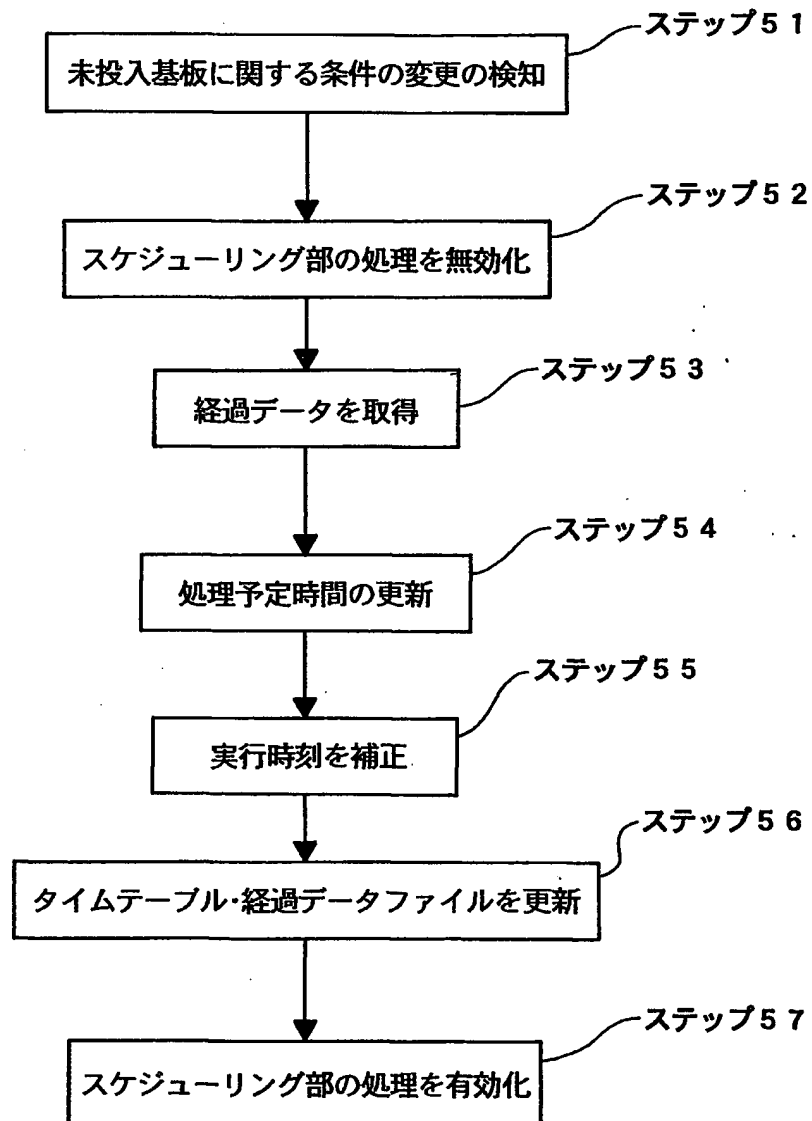 ステップ51
未投入基板に関する条件の変更の検知
ステップ52
スケジューリング部の処理を無効化
ステップ53
経過データを取得
ステップ54
処理予定時間の更新
ステップ55
実行時刻を補正
ステップ56
タイムテーブル・経過データファイルを更新
ステップ57
スケジューリング部の処理を有効化